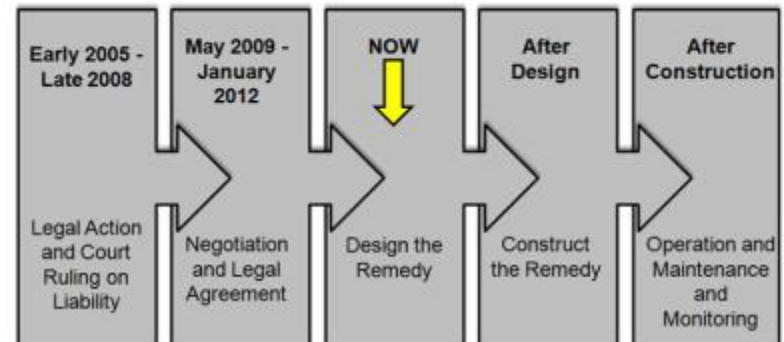 Early 2005 -
Late 2008
Legal Action
and Court
Ruling on
Liability
May 2009 -
January
2012
Negotiation
and Legal
Agreement
NOW
Design the
Remedy
After
Design
Construct
the Remedy
After
Construction
Operation and
Maintenance
and
Monitoring